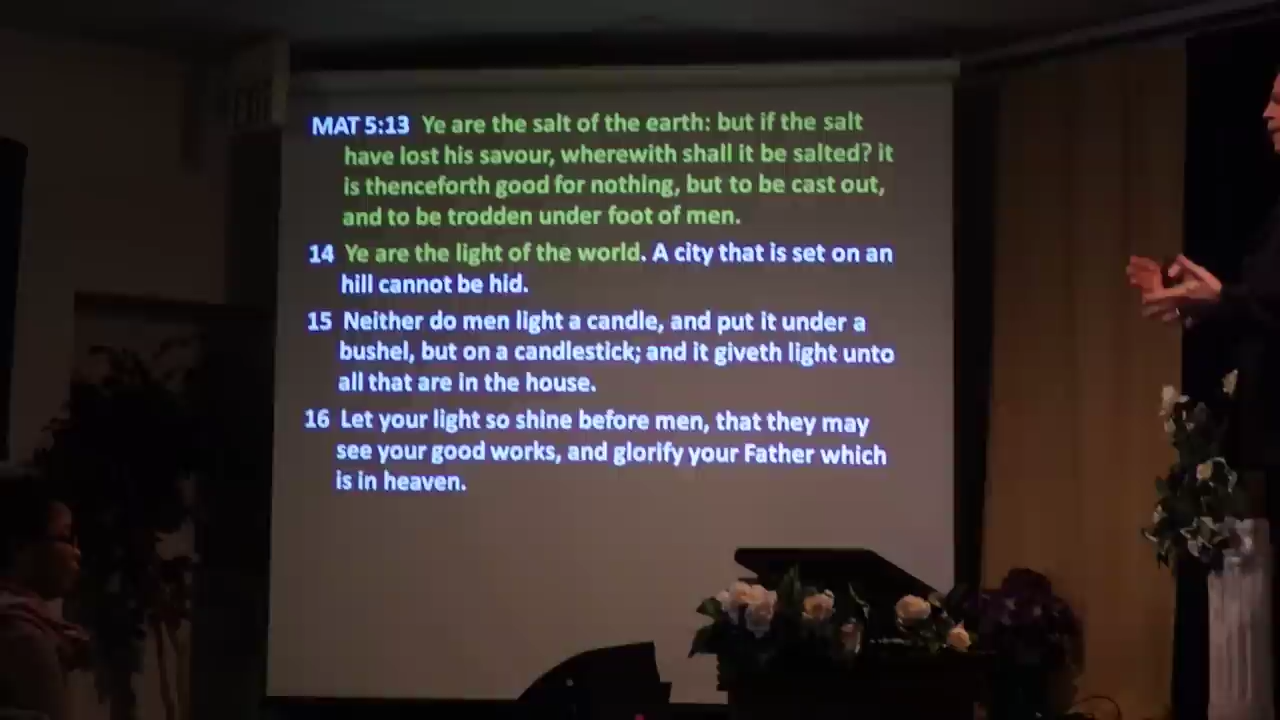 MAT 5:13 Ye are the salt of the earth: but if the salt
have lost his savour, wherewith shall it be salted? it
is thenceforth good for nothing, but to be cast out,
and to be trodden under foot of men.
14 Ye are the light of the world. A city that is set on an
hill cannot be hid.
15 Neither do men light a candle, and put it under a
bushel, but on a candlestick; and it giveth light unto
all that are in the house.
16 Let your light so shine before men, that they may
see your good works, and glorify your Father which
is in heaven.